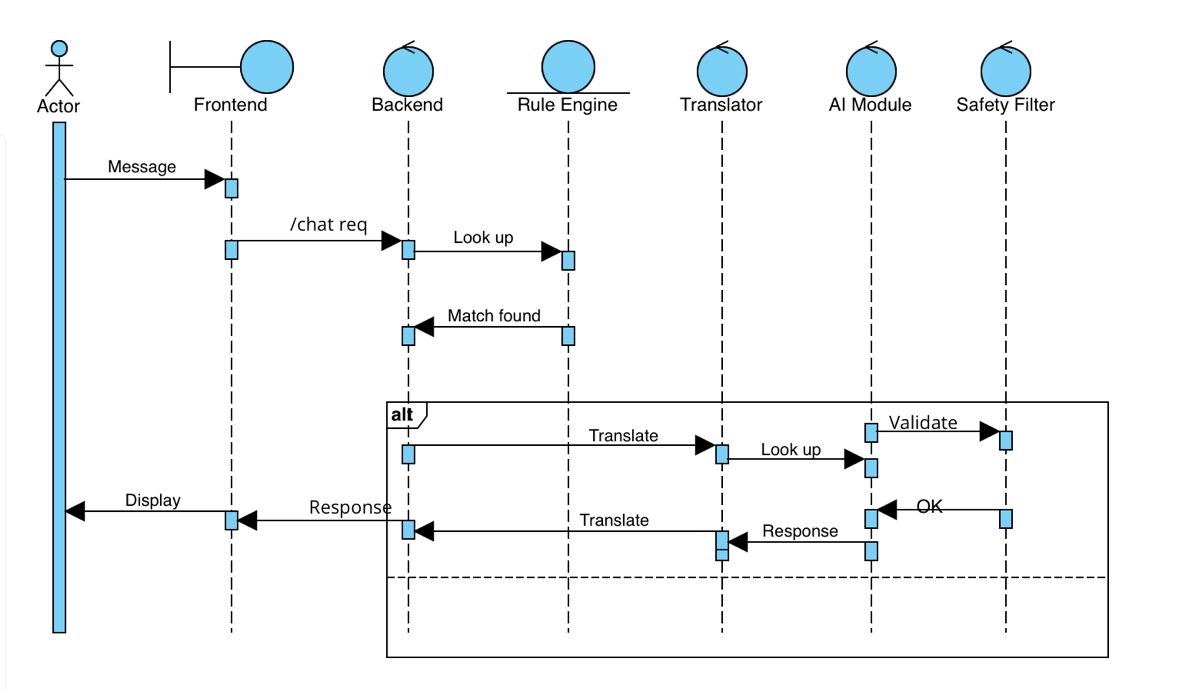 Actor
Frontend
Backend
Rule Engine
Translator
AI Module
Safety Filter
Message
/chat req
Look up
Match found
alt
Validate
Translate
Look up
Display
Response
OK
Translate
Response